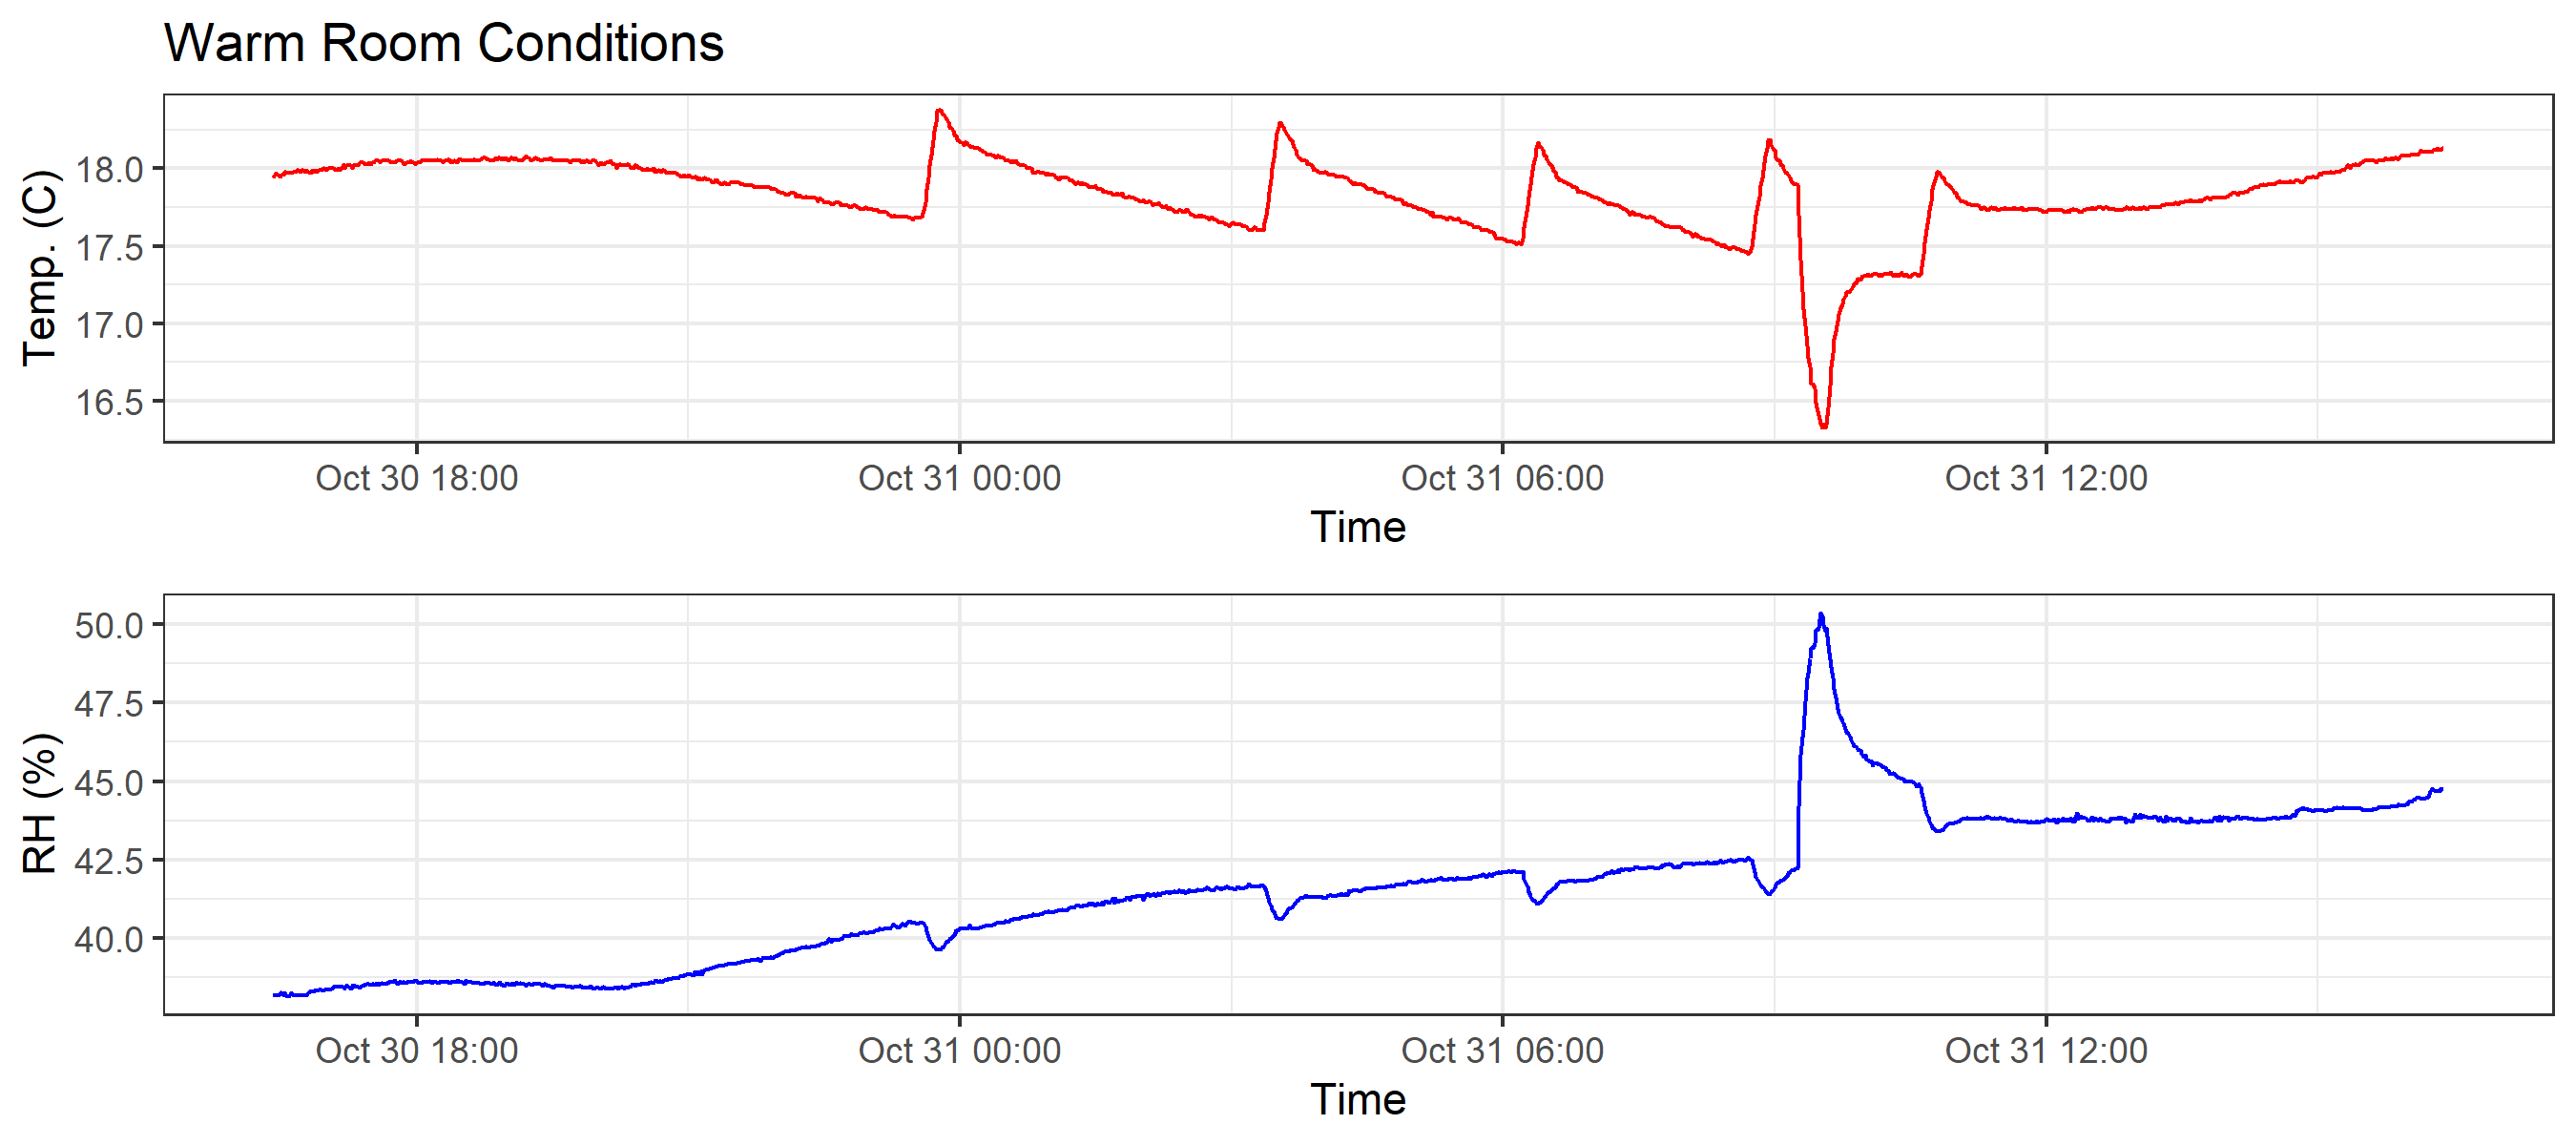 Warm Room Conditions
Temp. (C)
18.0
17.5
17.0
16.5
Oct 30 18:00 Oct 31 00:00 Oct 31 06:00 Oct 31 12:00
Time
RH (%)
50.0
47.5
45.0
42.5
40.0
Oct 30 18:00 Oct 31 00:00 Oct 31 06:00 Oct 31 12:00
Time